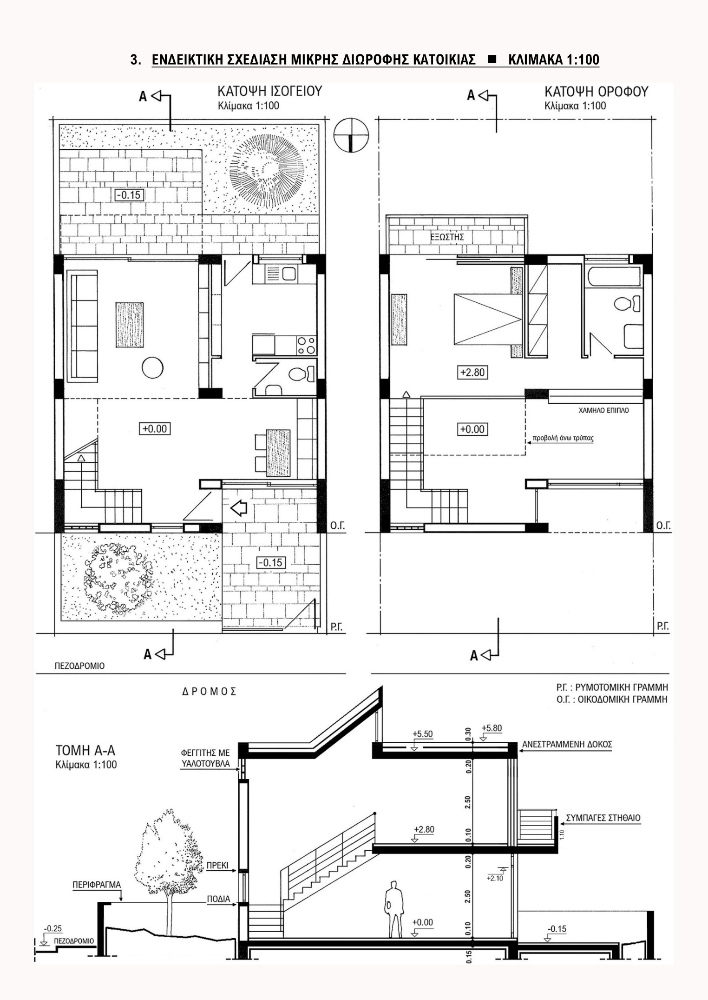 3. ΕΝΔΕΙΚΤΙΚΗ ΣΧΕΔΙΑΣΗ ΜΙΚΡΗΣ ΔΙΩΡΟΦΗΣ ΚΑΤΟΙΚΙΑΣ ■ ΚΛΙΜΑΚΑ 1:100
ΚΑΤΟΨΗ ΙΣΟΓΕΙΟΥ
Κλίμακα 1:100
A
-0.15
+0.00
Ο.Γ.
-0.15
Ρ.Γ.
A
ΠΕΖΟΔΡΟΜΙΟ
ΔΡΟΜΟΣ
ΚΑΤΟΨΗ ΟΡΟΦΟΥ
Κλίμακα 1:100
A
ΕΞΩΣΤΗΣ
+2.80
ΧΑΜΗΛΟ ΕΠΙΠΛΟ
+0.00
προβολή άνω τρύπας
Ο.Γ.
Ρ.Γ.
A
Ρ.Γ. : ΡΥΜΟΤΟΜΙΚΗ ΓΡΑΜΜΗ
Ο.Γ. : ΟΙΚΟΔΟΜΙΚΗ ΓΡΑΜΜΗ
ΤΟΜΗ Α-Α
Κλίμακα 1:100
ΦΕΓΓΙΤΗΣ ΜΕ
ΥΑΛΟΤΟΥΒΛΑ
+5.50
0.30
+5.80
ΑΝΕΣΤΡΑΜΜΕΝΗ ΔΟΚΟΣ
0.20
2.50
ΣΥΜΠΑΓΕΣ ΣΤΗΘΑΙΟ
+2.80
0.10
1.10
0.20
ΠΡΕΚΙ
+2.10
ΠΕΡΙΦΡΑΓΜΑ
ΠΟΔΙΑ
2.50
+0.00
0.10
-0.25
-0.15
ΠΕΖΟΔΡΟΜΙΟ
0.15